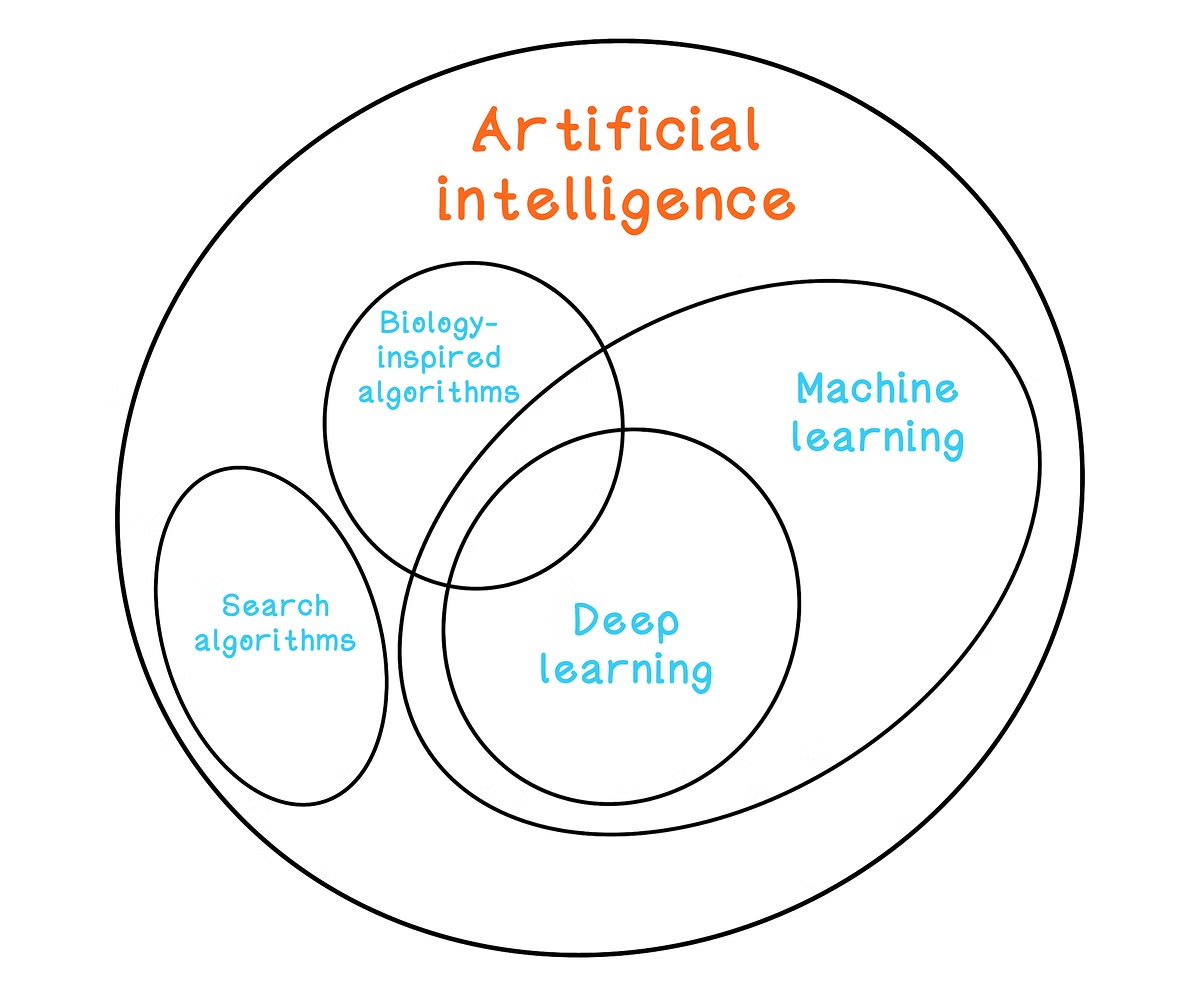 Artificial
intelligence
Biology-
inspired
algorithms
Machine
learning
Search
algorithms
Deep
learning